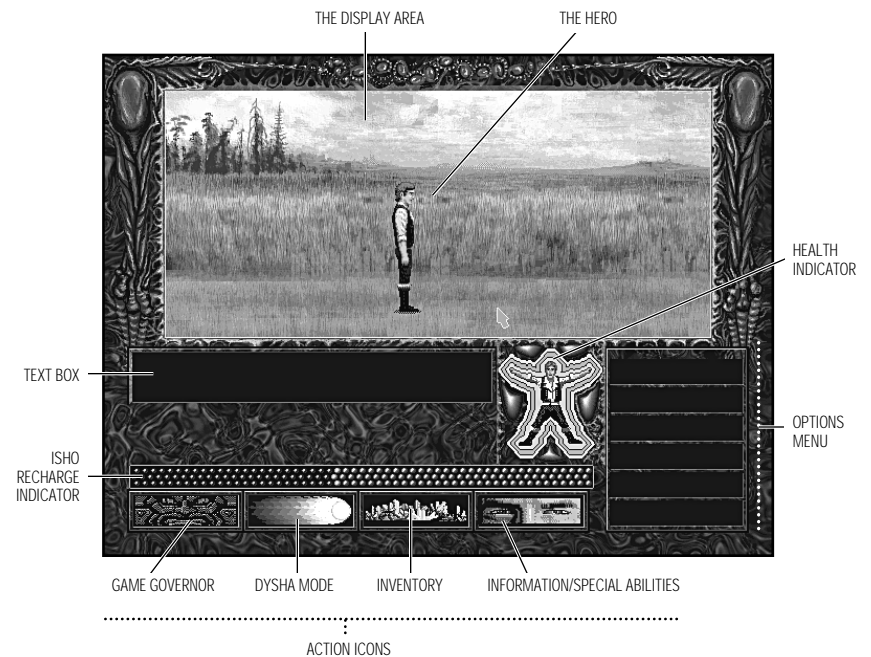 THE DISPLAY AREA
THE HERO
HEALTH
INDICATOR
TEXT BOX
OPTIONS
MENU
ISHO
RECHARGE
INDICATOR
GAME GOVERNOR
DYSHA MODE
INVENTORY
INFORMATION/SPECIAL ABILITIES
ACTION ICONS